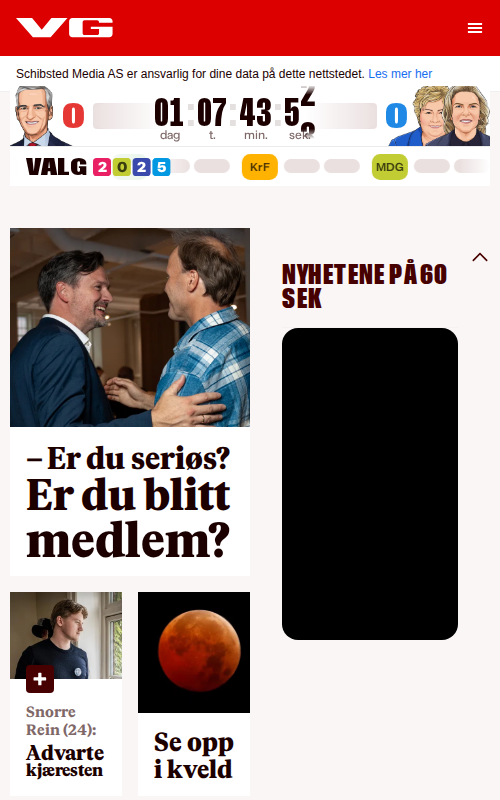 VG
Schibsted Media AS er ansvarlig for dine data på dette nettstedet. Les mer her
0
01 : 07 : 43 : 5
0
dag t. min. sek.
VALG 2025
KrF
MDG
NYHETENE PÅ 60
SEK
– Er du seriøs?
Er du blitt
medlem?
Snorre
Rein (24):
Advarte
kjæresten
Se opp
i kveld